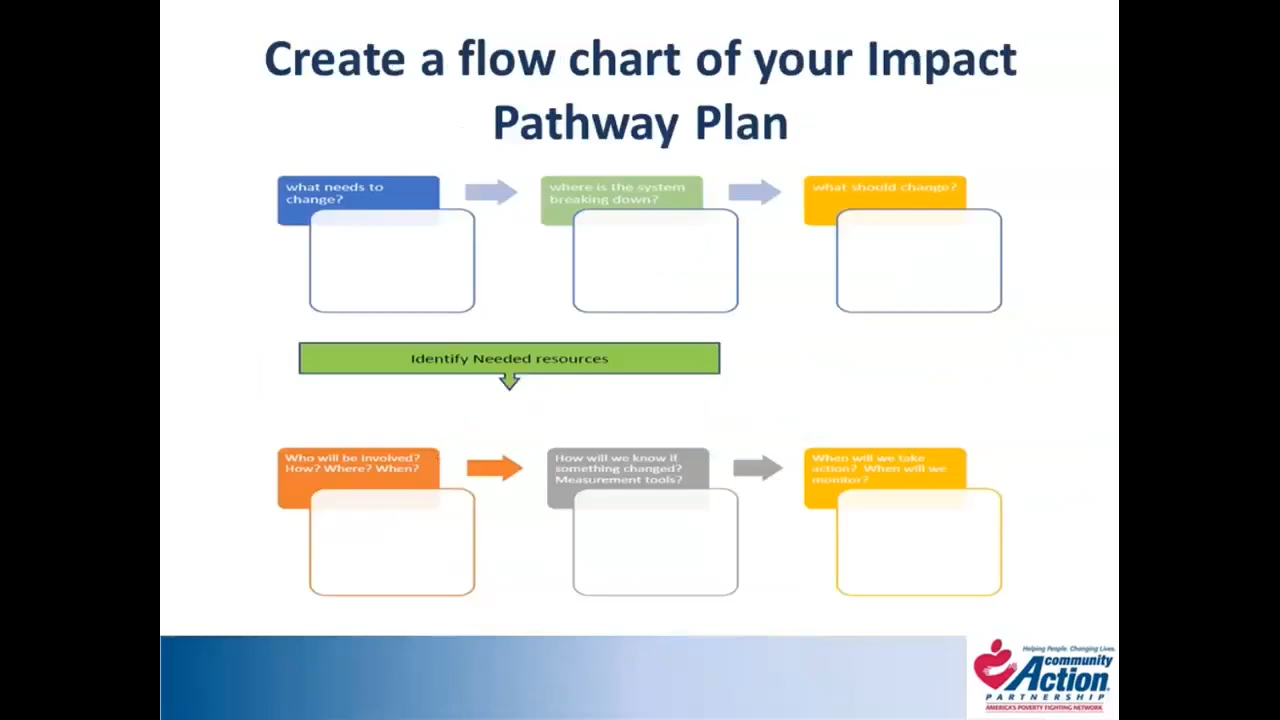 Create a flow chart of your Impact
Pathway Plan
what needs to
change?
where is the system
breaking down?
what should change?
Identify Needed resources
Who will be involved?
How? Where? When?
How will we know if
something changed?
Measurement tools?
When will we take
action? When will we
monitor?
Helping People. Changing Lives.
community
Action
PARTNERSHIP
AMERICA'S POVERTY FIGHTING NETWORK